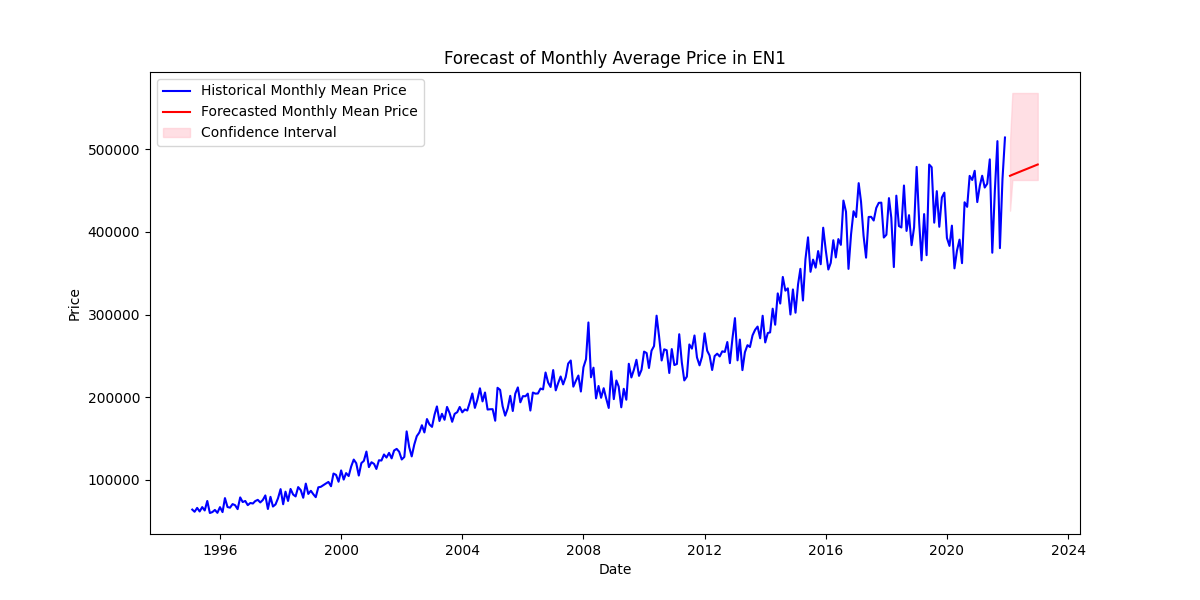 Forecast of Monthly Average Price in EN1
Historical Monthly Mean Price
Forecasted Monthly Mean Price
Confidence Interval
500000
400000
300000
200000
100000
Price
1996 2000 2004 2008 2012 2016 2020 2024
Date